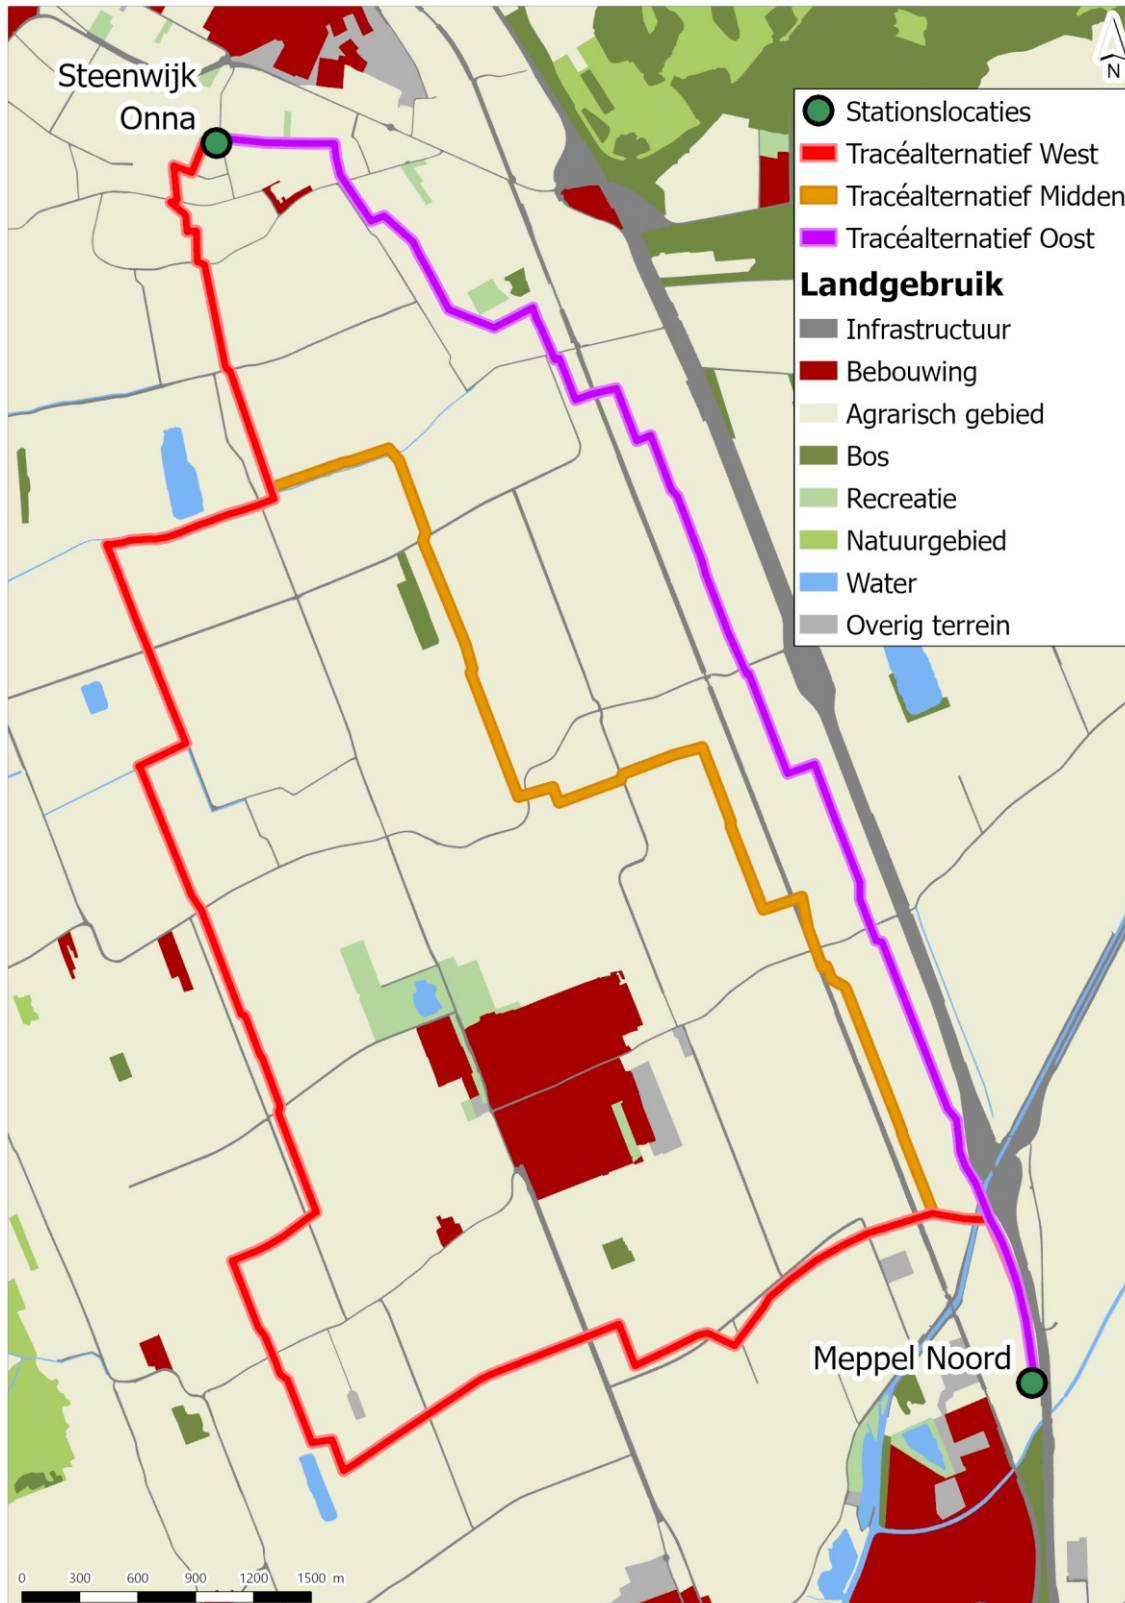 Steenwijk
Onna
N
Stationslocaties
Tracéalternatief West
Tracéalternatief Midden
Tracéalternatief Oost
Landgebruik
Infrastructuur
Bebouwing
Agrarisch gebied
Bos
Recreatie
Natuurgebied
Water
Overig terrein
Meppel Noord
0 300 600 900 1200 1500 m